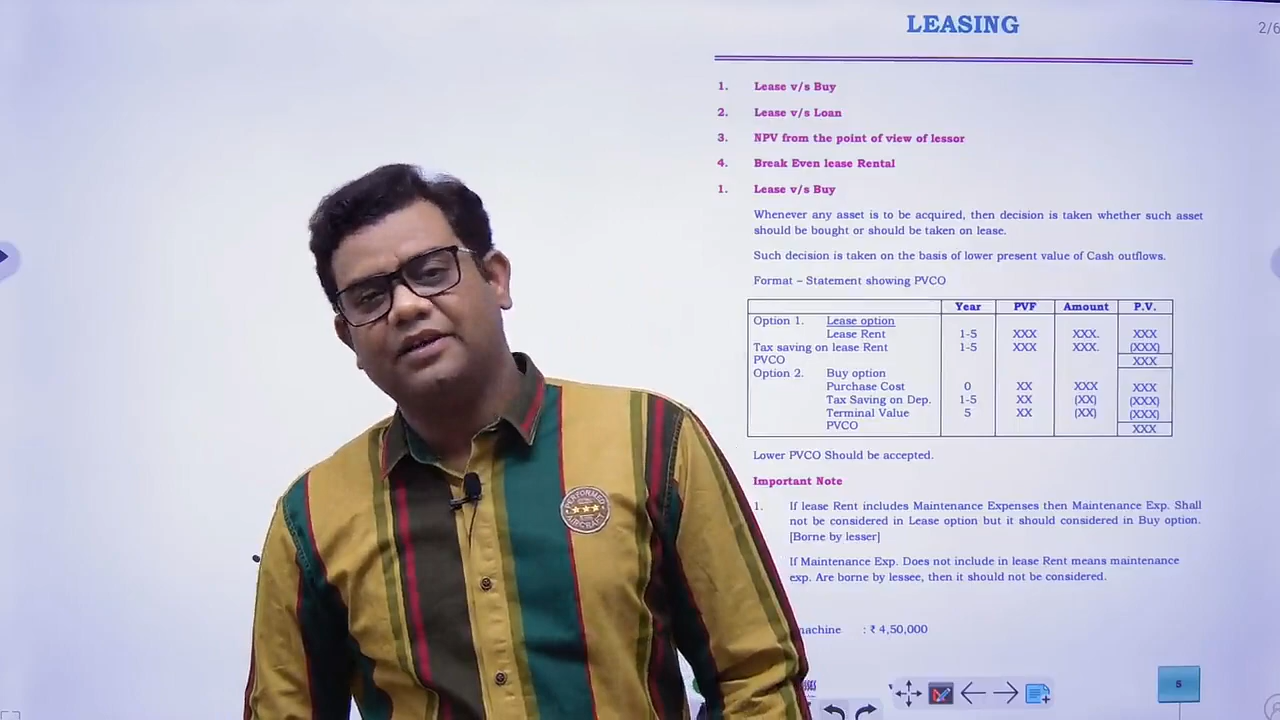 LEASING
2/6
1. Lease v/s Buy
2. Lease v/s Loan
3. NPV from the point of view of lessor
4. Break Even lease Rental
1. Lease v/s Buy
Whenever any asset is to be acquired, then decision is taken whether such asset
should be bought or should be taken on lease.
Such decision is taken on the basis of lower present value of Cash outflows.
Format – Statement showing PVCO
Year PVF Amount P.V.
Option 1. Lease option
Lease Rent 1-5 XXX XXX. XXX
Tax saving on lease Rent 1-5 XXX XXX. (XXX)
PVCO XXX
Option 2. Buy option
Purchase Cost 0 XX XXX XXX
Tax Saving on Dep. 1-5 XX (XX) (XXX)
Terminal Value 5 XX (XX) (XXX)
PVCO XXX
Lower PVCO Should be accepted.
Important Note
1. If lease Rent includes Maintenance Expenses then Maintenance Exp. Shall
not be considered in Lease option but it should considered in Buy option.
[Borne by lesser]
If Maintenance Exp. Does not include in lease Rent means maintenance
exp. Are borne by lessee, then it should not be considered.
achine : ₹ 4,50,000
PERFORMED
AIRCRAFT
5